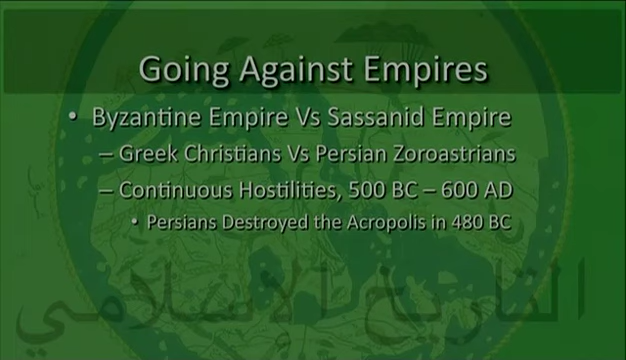 Going Against Empires
• Byzantine Empire Vs Sassanid Empire
– Greek Christians Vs Persian Zoroastrians
– Continuous Hostilities, 500 BC – 600 AD
• Persians Destroyed the Acropolis in 480 BC
التاريخ الإسلامي